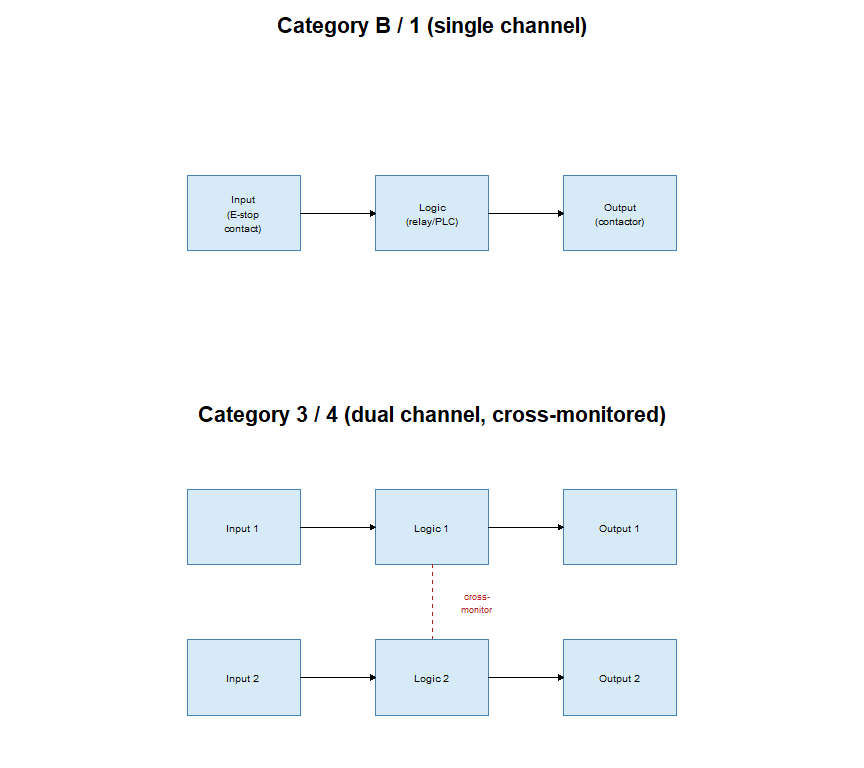 Category B / 1 (single channel)
Input
(E-stop
contact)
Logic
(relay/PLC)
Output
(contactor)
Category 3 / 4 (dual channel, cross-monitored)
Input 1
Logic 1
Output 1
cross-
monitor
Input 2
Logic 2
Output 2